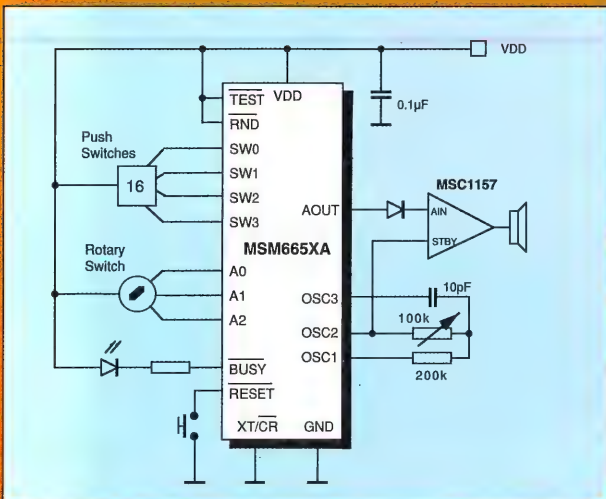 VDD
TEST VDD
0.1µF
RND
Push
Switches
SW0
16
SW1
SW2
SW3
MSC1157
AOUT
AIN
STBY
MSM665XA
Rotary
Switch
A0
A1
A2
OSC3
10pF
OSC2
100k
OSC1
200k
BUSY
RESET
XT/CR GND